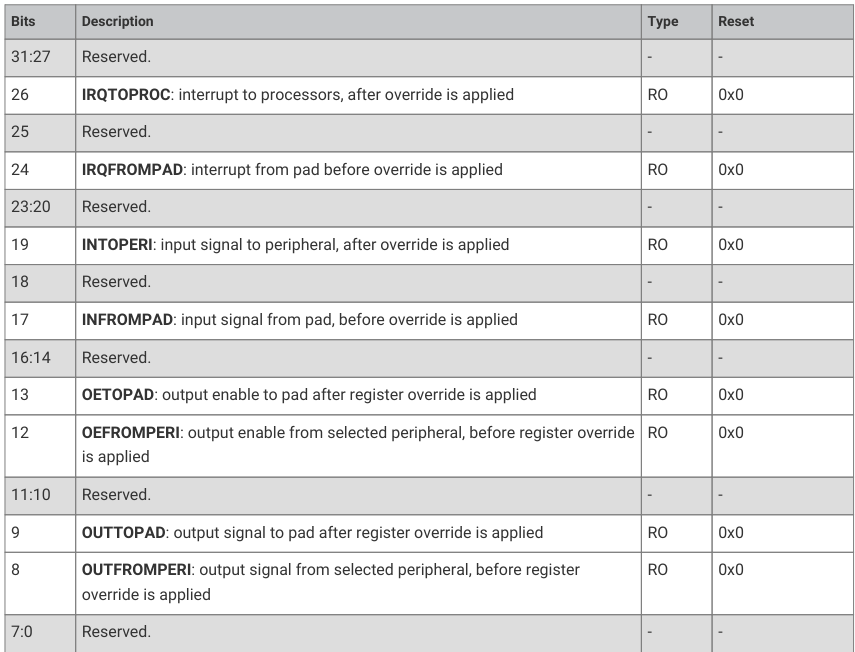 Bits Description Type Reset
31:27 Reserved. - -
26 IRQTOPROC: interrupt to processors, after override is applied RO 0x0
25 Reserved. - -
24 IRQFROMPAD: interrupt from pad before override is applied RO 0x0
23:20 Reserved. - -
19 INTOPERI: input signal to peripheral, after override is applied RO 0x0
18 Reserved. - -
17 INFROMPAD: input signal from pad, before override is applied RO 0x0
16:14 Reserved. - -
13 OETOPAD: output enable to pad after register override is applied RO 0x0
12 OEFROMPERI: output enable from selected peripheral, before register override RO 0x0
is applied
11:10 Reserved. - -
9 OUTTOPAD: output signal to pad after register override is applied RO 0x0
8 OUTFROMPERI: output signal from selected peripheral, before register RO 0x0
override is applied
7:0 Reserved. - -